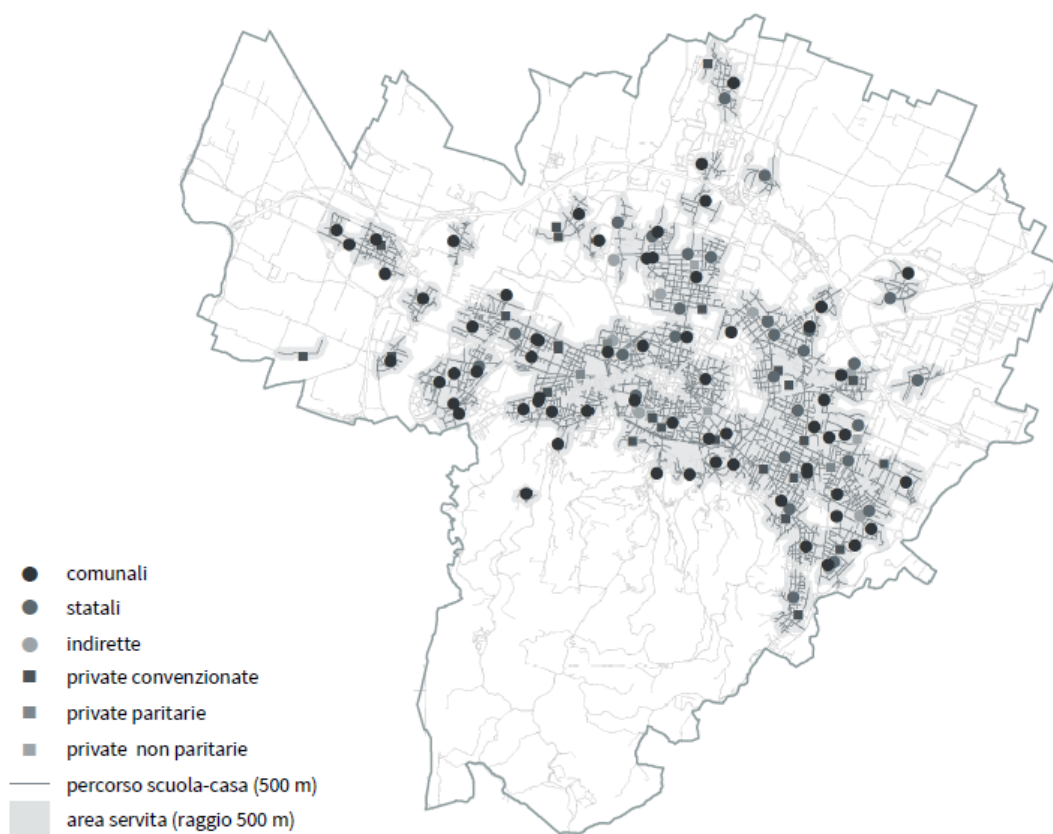 comunali
statali
indirette
private convenzionate
private paritarie
private non paritarie
percorso scuola-casa (500 m)
area servita (raggio 500 m)